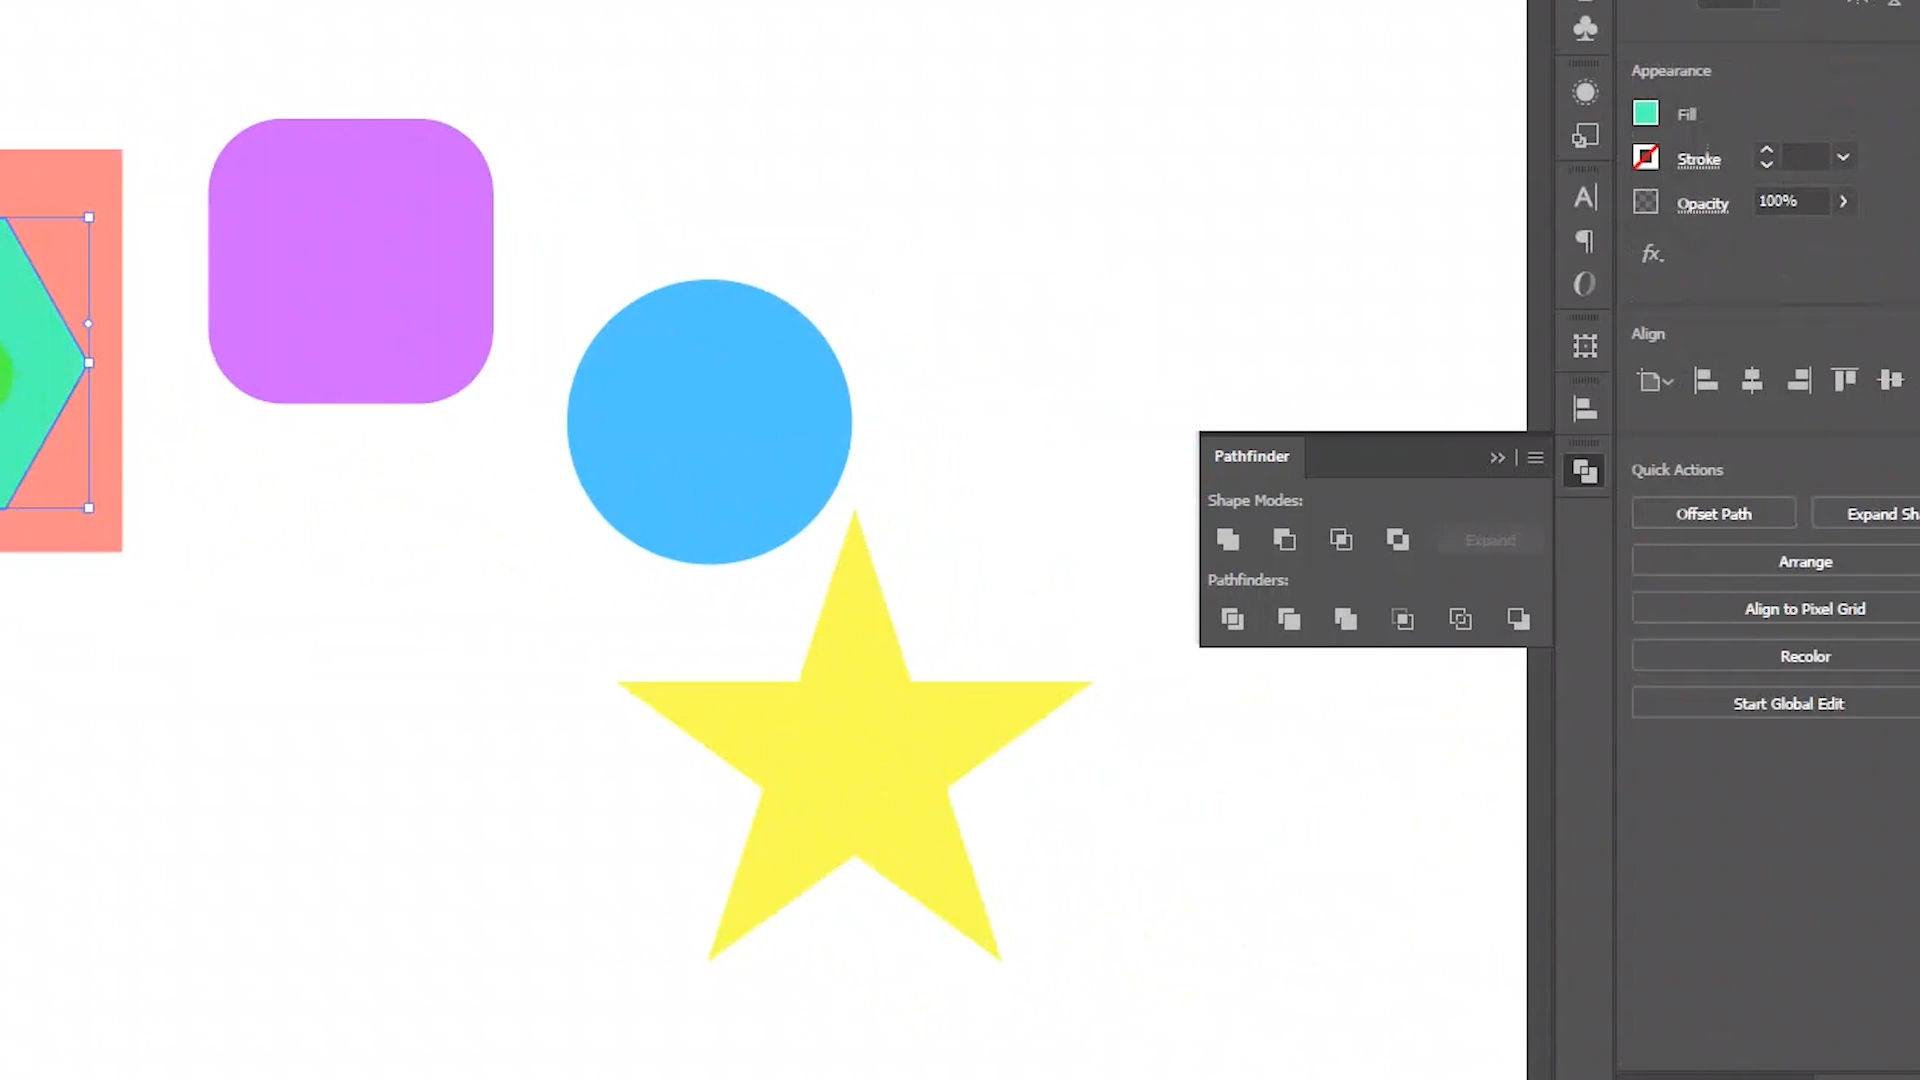 Appearance
Fill
Stroke
Opacity 100%
fx.
Align
Pathfinder
Shape Modes:
Expand
Pathfinders:
Quick Actions
Offset Path
Expand Sha
Arrange
Align to Pixel Grid
Recolor
Start Global Edit